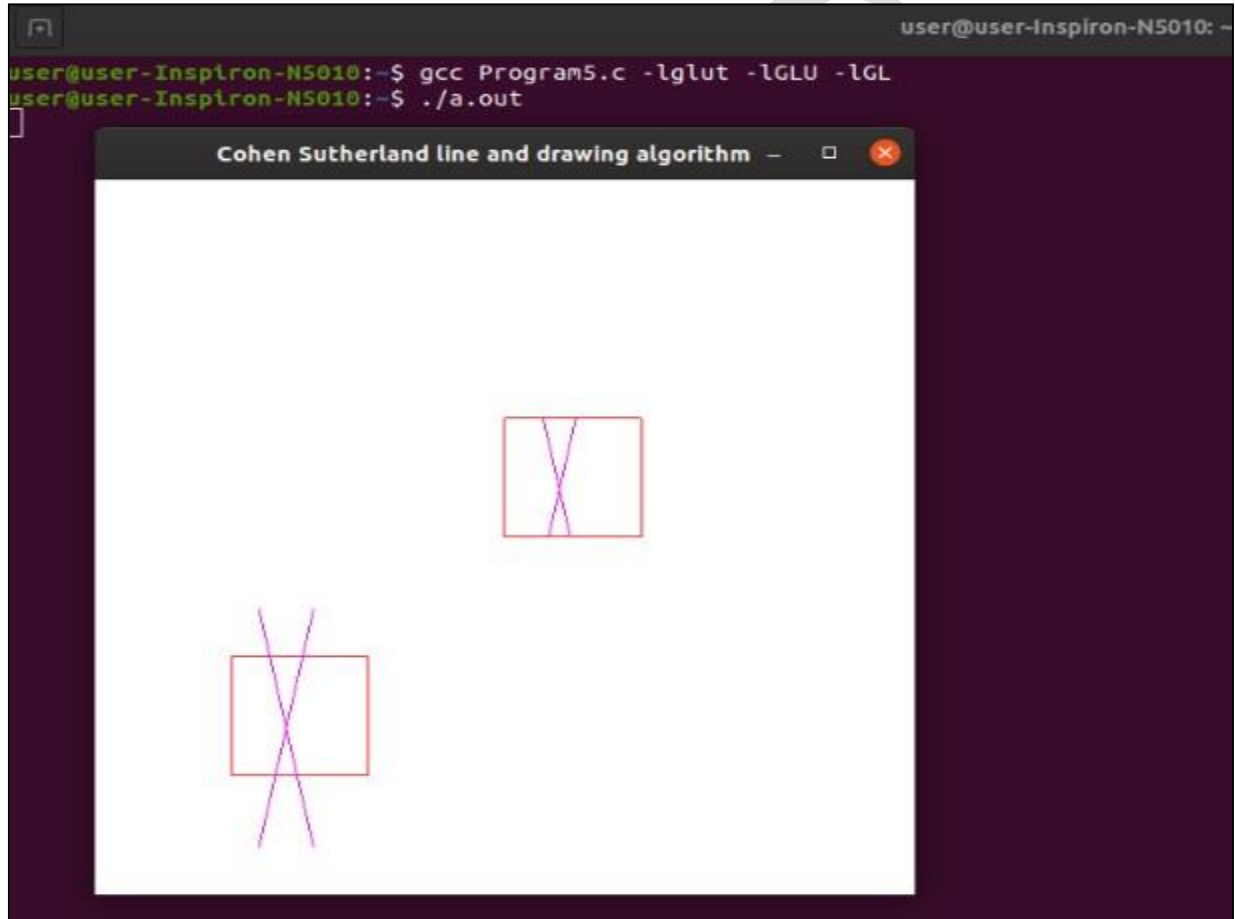 user@user-Inspiron-N5010: ~
user@user-Inspiron-N5010:~$ gcc Program5.c -lglut -lGLU -lGL
user@user-Inspiron-N5010:~$ ./a.out
Cohen Sutherland line and drawing algorithm